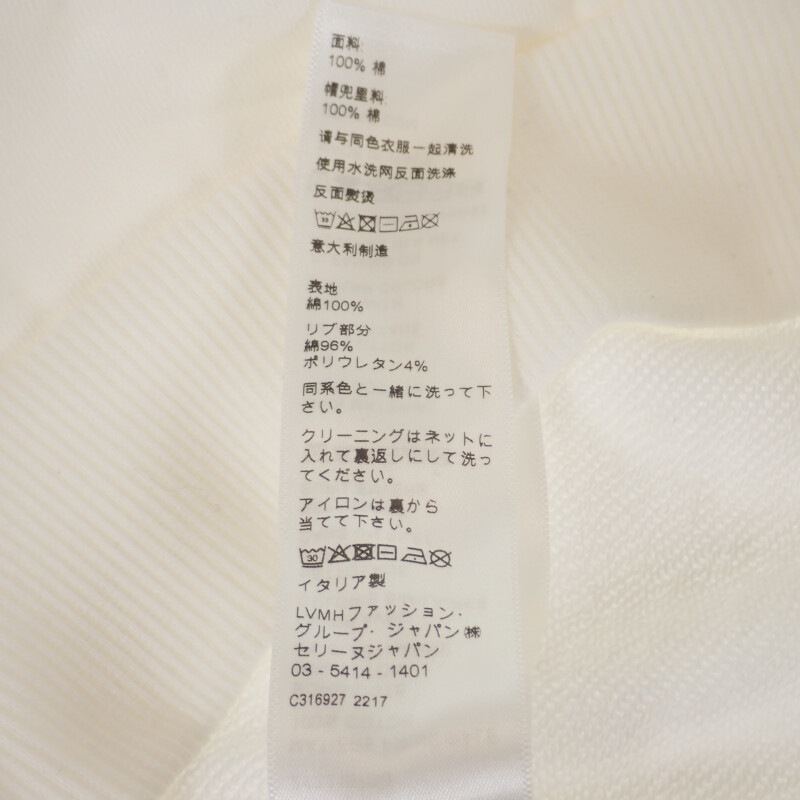 面料
100% 棉
帽兜里料
100% 棉
请与同色衣服一起清洗
使用水洗网反面洗涤
反面熨烫
意大利制造
表地
綿100%
リブ部分
綿96%
ポリウレタン4%
同系色と一緒に洗って下
さい。
クリーニングはネットに
入れて裏返しにして洗っ
てください。
アイロンは裏から
当てて下さい。
30
イタリア製
LVMHファッション・
グループ・ジャパン㈱
セリーヌジャパン
03 - 5414 - 1401
C316927 2217